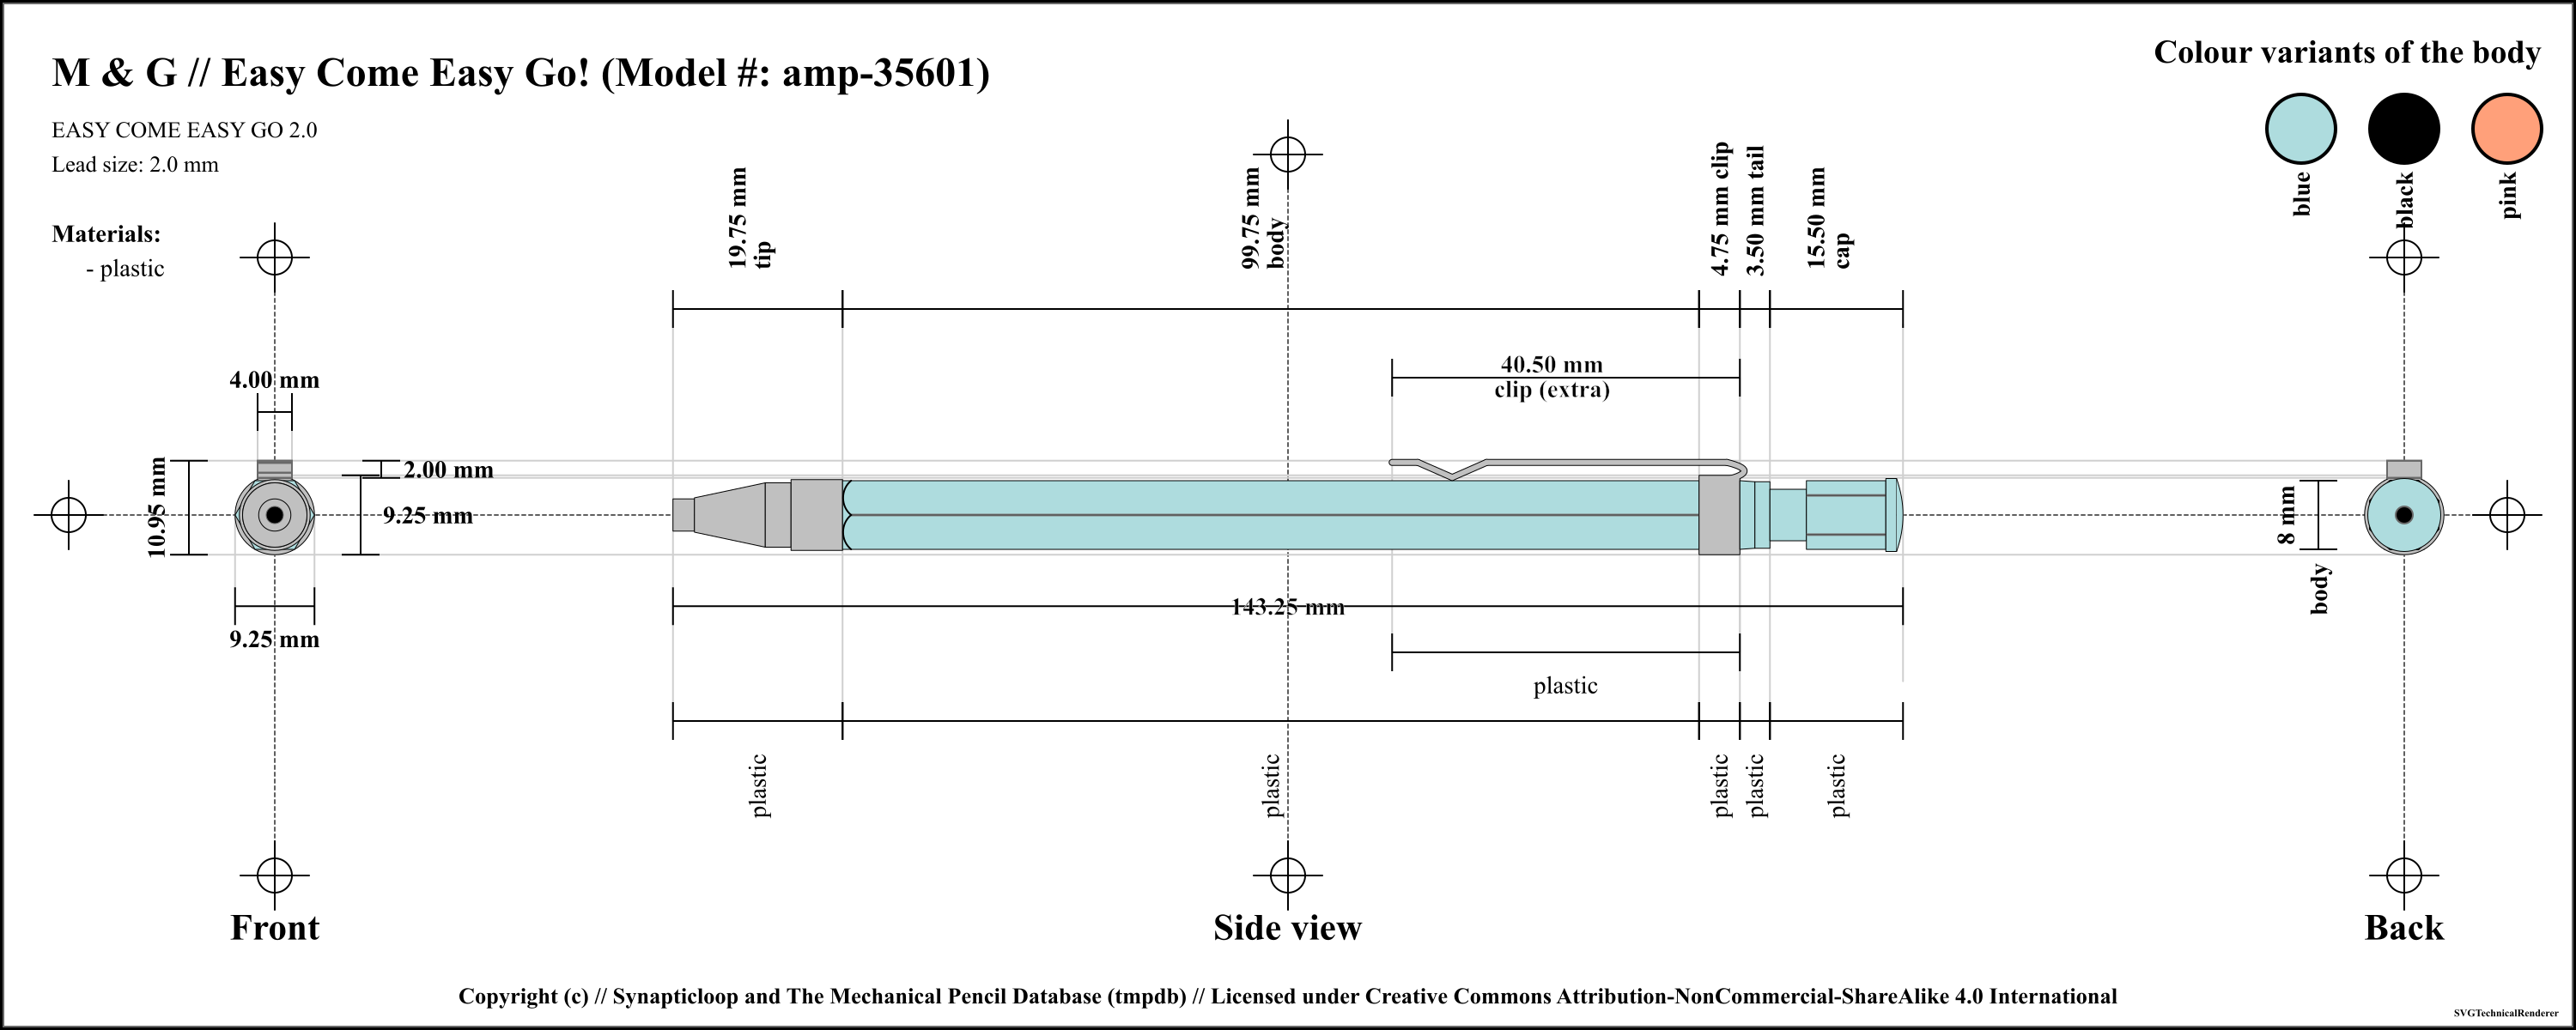 M & G // Easy Come Easy Go! (Model #: amp-35601)
EASY COME EASY GO 2.0
Lead size: 2.0 mm
Materials:
- plastic
Colour variants of the body
blue
black
pink
19.75 mm
tip
99.75 mm
body
4.75 mm clip
3.50 mm tail
15.50 mm
cap
40.50 mm
clip (extra)
4.00 mm
2.00 mm
10.95 mm
9.25 mm
9.25 mm
8 mm
body
143.25 mm
plastic
plastic
plastic
plastic
plastic
plastic
Front
Side view
Back
Copyright (c) // Synapticloop and The Mechanical Pencil Database (tmpdb) // Licensed under Creative Commons Attribution-NonCommercial-ShareAlike 4.0 International
SVGTechnicalRenderer